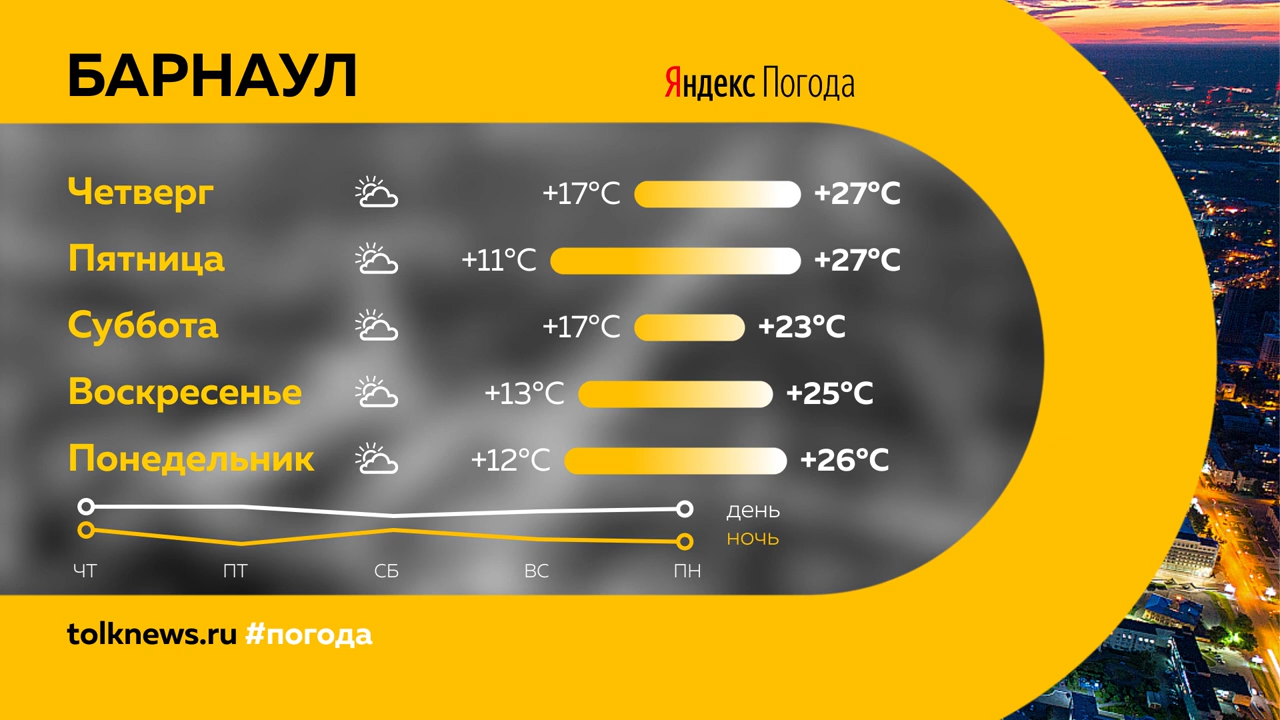 БАРНАУЛ
Яндекс Погода
Четверг +17°C +27°C
Пятница +11°C +27°C
Суббота +17°C +23°C
Воскресенье +13°C +25°C
Понедельник +12°C +26°C
день
ночь
ЧТ ПТ СБ ВС ПН
tolknews.ru #погода